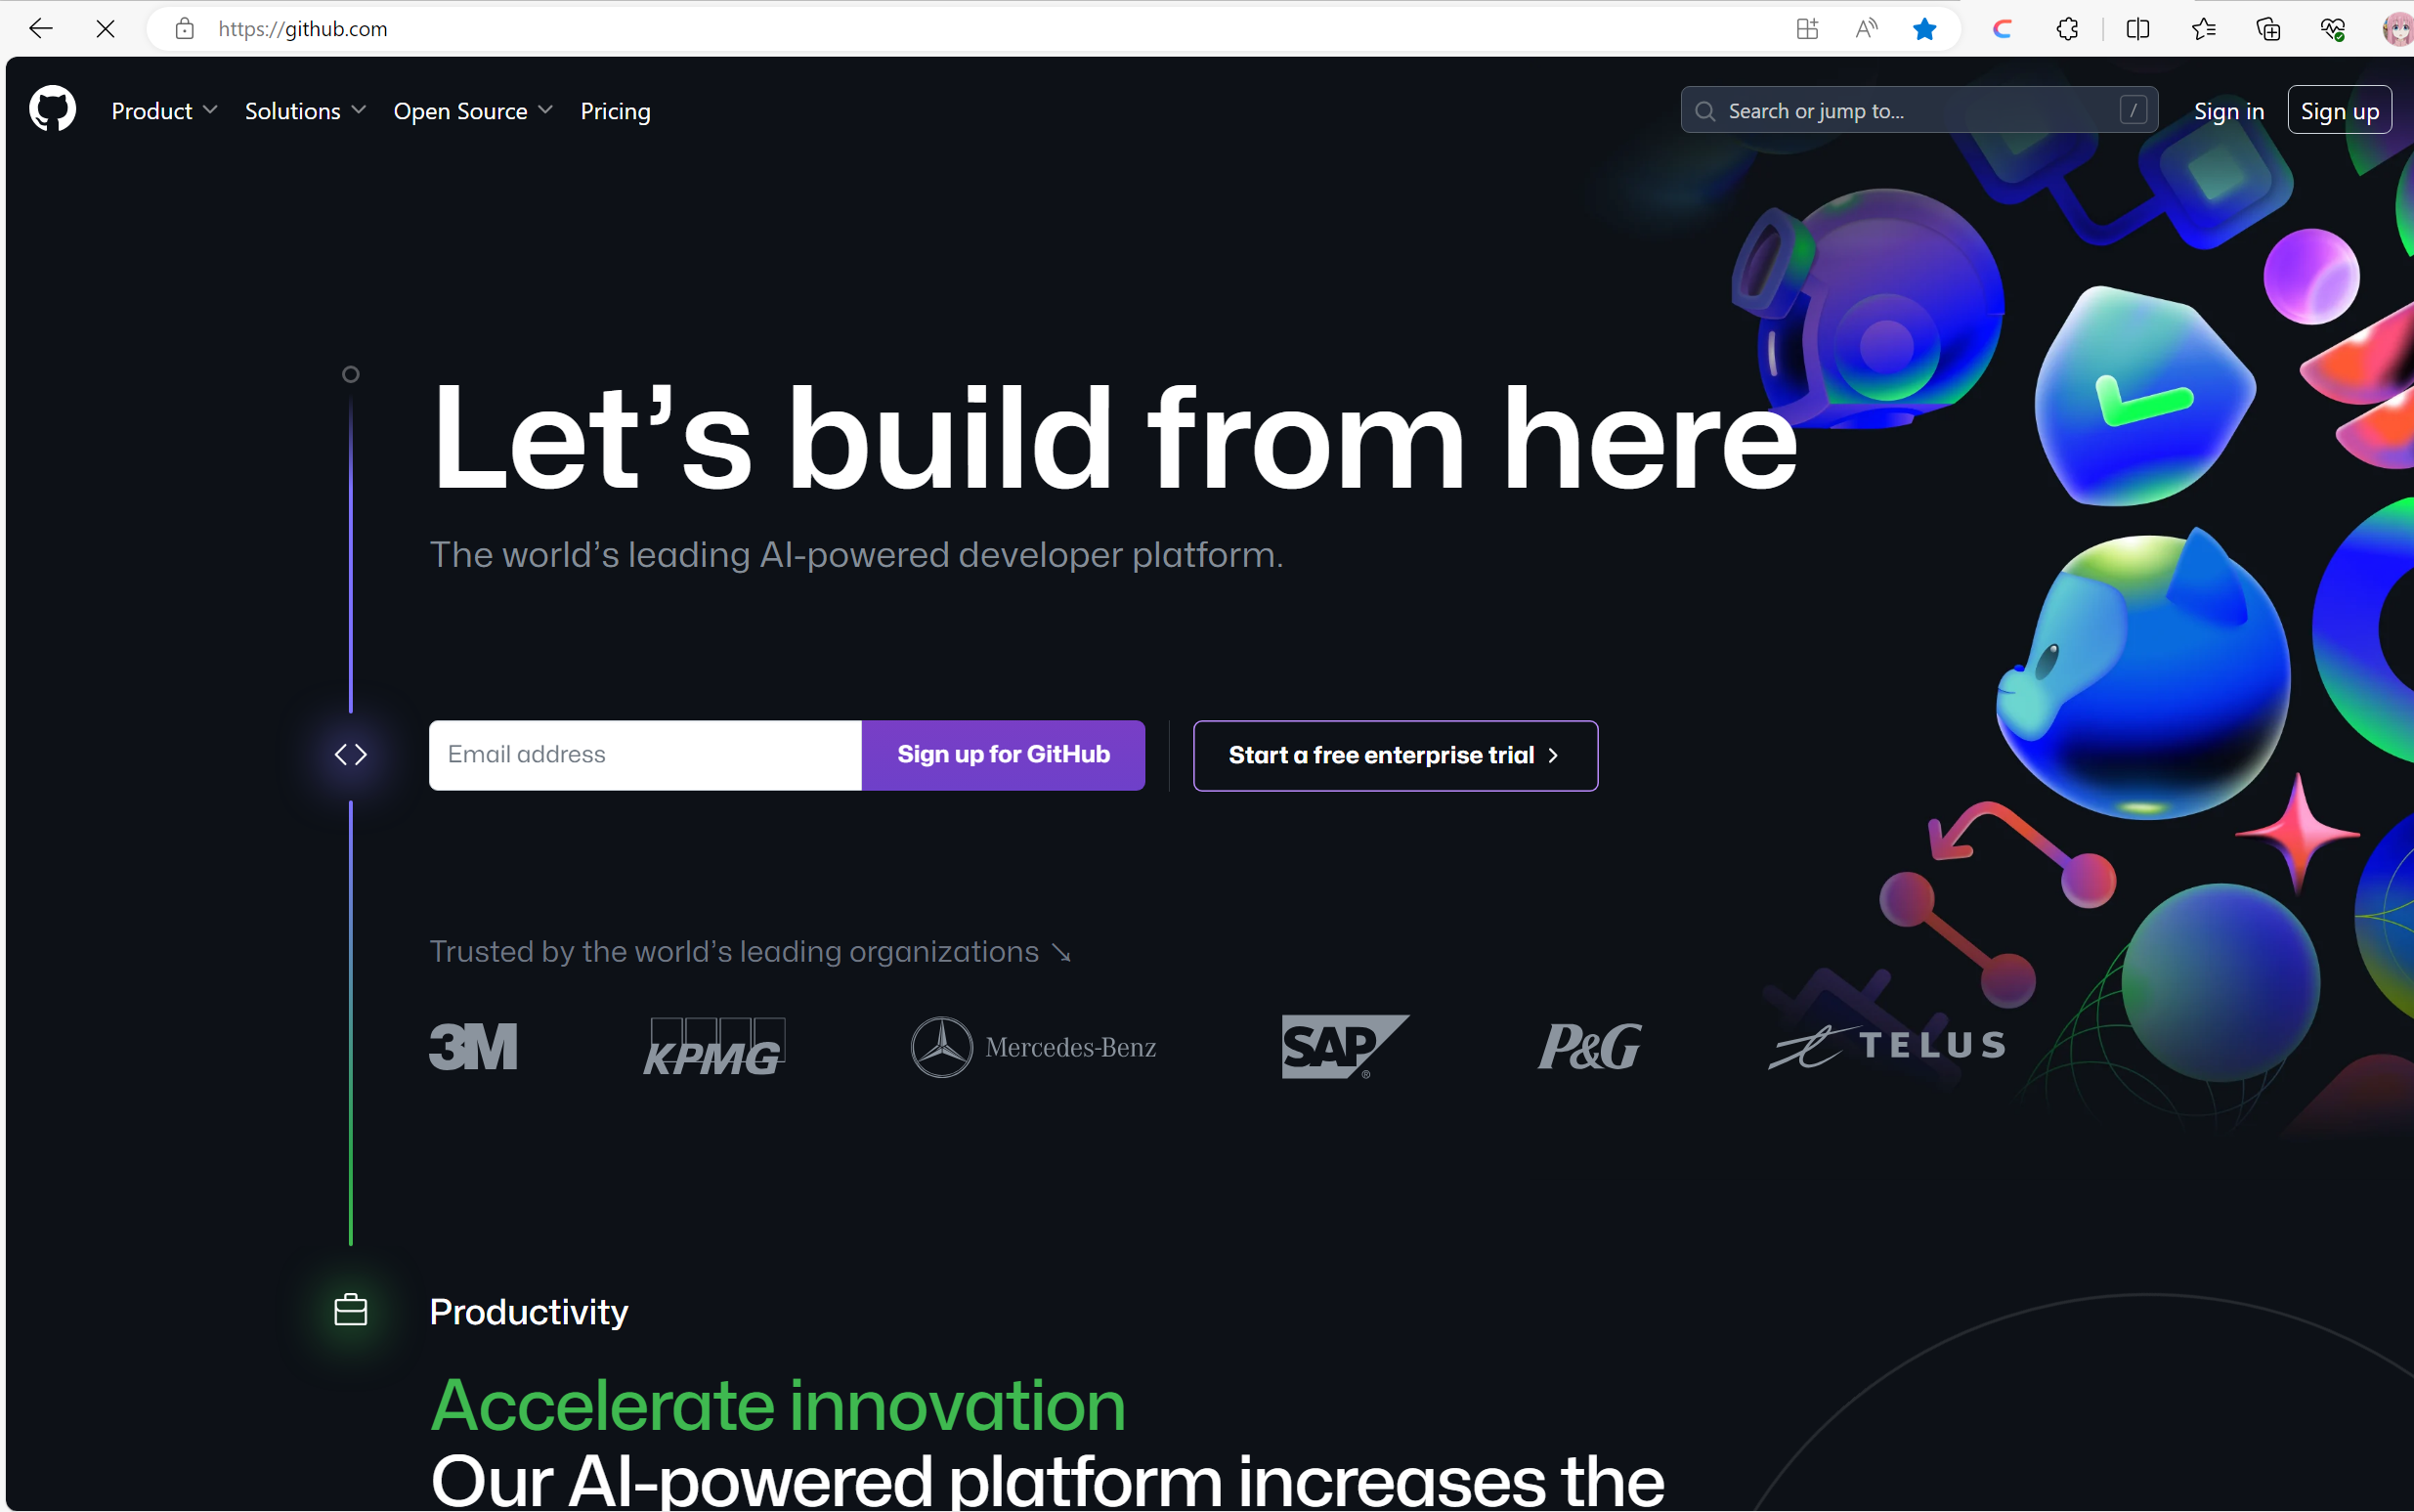 https://github.com
Product Solutions Open Source Pricing
Search or jump to... /
Sign in Sign up
Let’s build from here
The world’s leading AI-powered developer platform.
Email address Sign up for GitHub Start a free enterprise trial
Trusted by the world’s leading organizations ↘
3M KPMG Mercedes-Benz SAP® P&G TELUS
Productivity
Accelerate innovation
Our AI-powered platform increases the